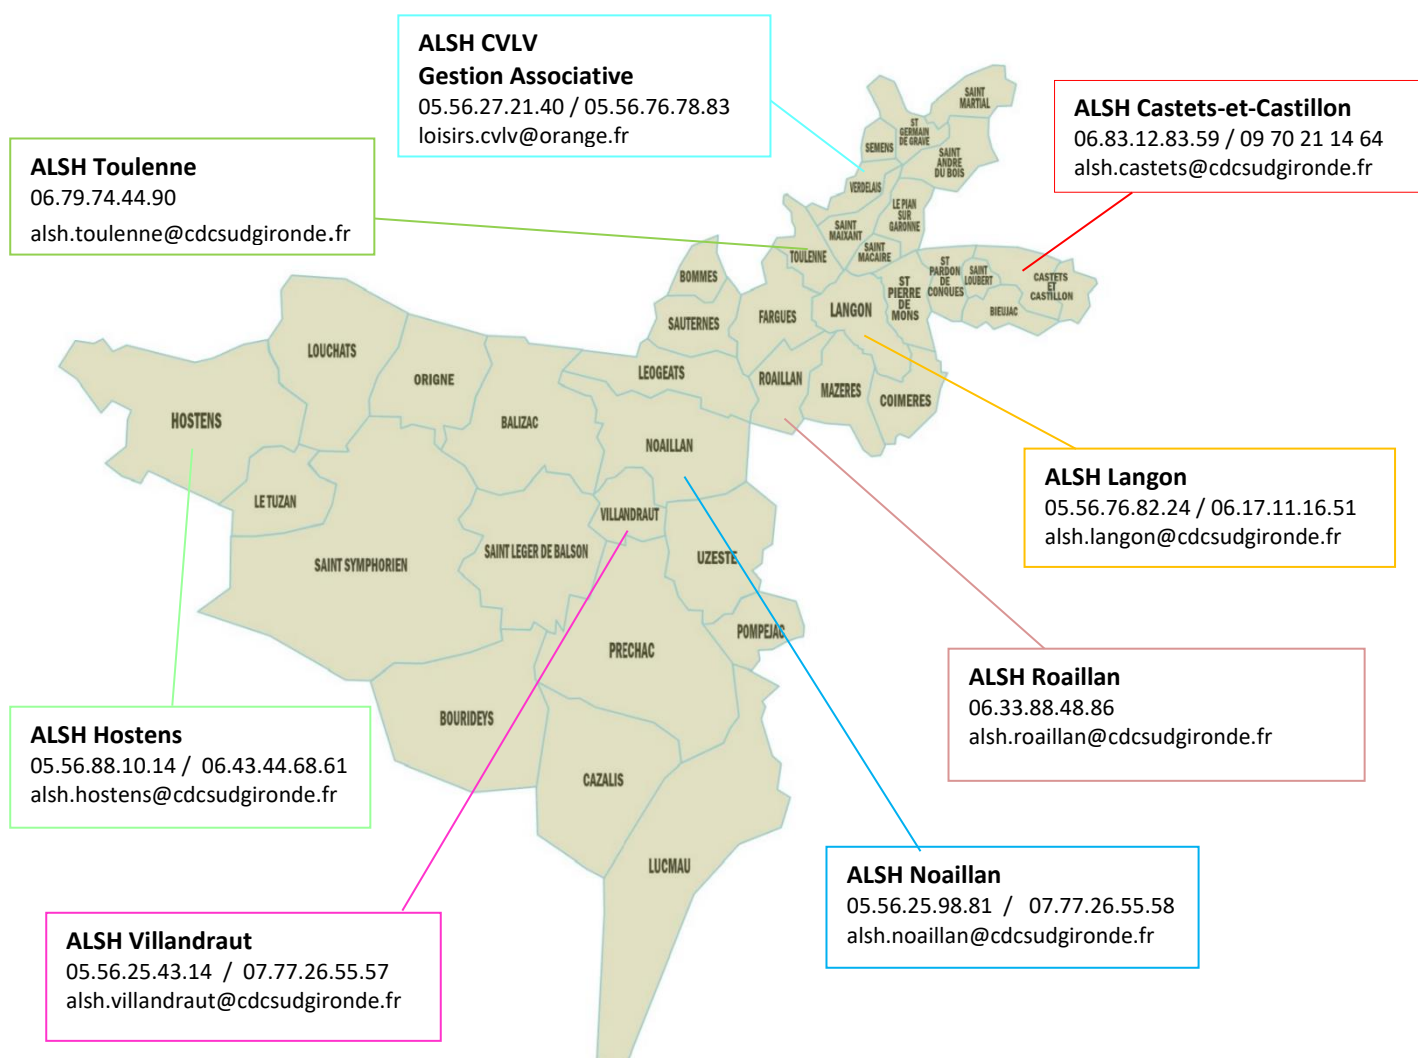 ALSH CVLV
Gestion Associative
05.56.27.21.40 / 05.56.76.78.83
loisirs.cvlv@orange.fr
ALSH Castets-et-Castillon
06.83.12.83.59 / 09 70 21 14 64
alsh.castets@cdcsudgironde.fr
ALSH Toulenne
06.79.74.44.90
alsh.toulenne@cdcsudgironde.fr
SAINT
MARTIAL
ST
GERMAIN
DE GRAVE
SEMENS
SAINT
ANDRE
DU BOIS
VERDELAIS
LE PIAN
SUR
GARONNE
SAINT
MAIXANT
SAINT
MACAIRE
TOULENNE
BOMMES
ST
PARDON
DE
CONQUES
SAINT
LOUBERT
CASTETS
ET
CASTILLON
ST
PIERRE
DE
MONS
BIEUJAC
LANGON
FARGUES
SAUTERNES
LOUCHATS
ORIGNE
LEOGEATS
ROAILLAN
MAZERES
COIMERES
HOSTENS
BALIZAC
NOAILLAN
LE TUZAN
VILLANDRAUT
SAINT SYMPHORIEN
SAINT LEGER DE BALSON
UZESTE
POMPEJAC
PRECHAC
BOURIDEYS
CAZALIS
LUCMAU
ALSH Langon
05.56.76.82.24 / 06.17.11.16.51
alsh.langon@cdcsudgironde.fr
ALSH Roaillan
06.33.88.48.86
alsh.roaillan@cdcsudgironde.fr
ALSH Hostens
05.56.88.10.14 / 06.43.44.68.61
alsh.hostens@cdcsudgironde.fr
ALSH Noaillan
05.56.25.98.81 / 07.77.26.55.58
alsh.noaillan@cdcsudgironde.fr
ALSH Villandraut
05.56.25.43.14 / 07.77.26.55.57
alsh.villandraut@cdcsudgironde.fr